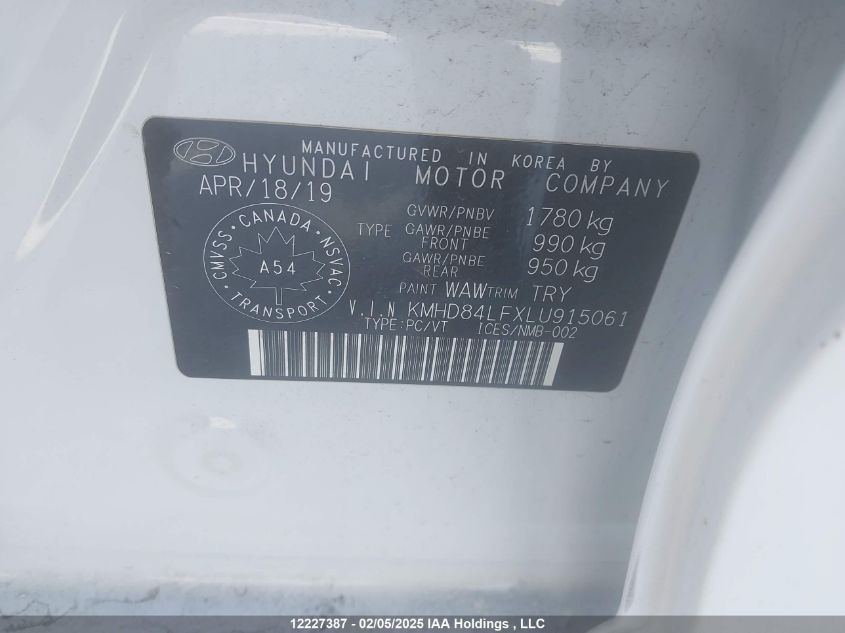 MANUFACTURED IN KOREA BY
HYUNDAI MOTOR COMPANY
APR/18/19
GVWR/PNBV 1780 kg
TYPE GAWR/PNBE FRONT 990 kg
GAWR/PNBE REAR 950 kg
CMVSS • CANADA • NSVAC • TRANSPORT •
A54
PAINT WAW TRIM TRY
V.I.N KMHD84LFXLU915061
TYPE:PC/VT ICES/NMB-002
12227387 - 02/05/2025 IAA Holdings , LLC